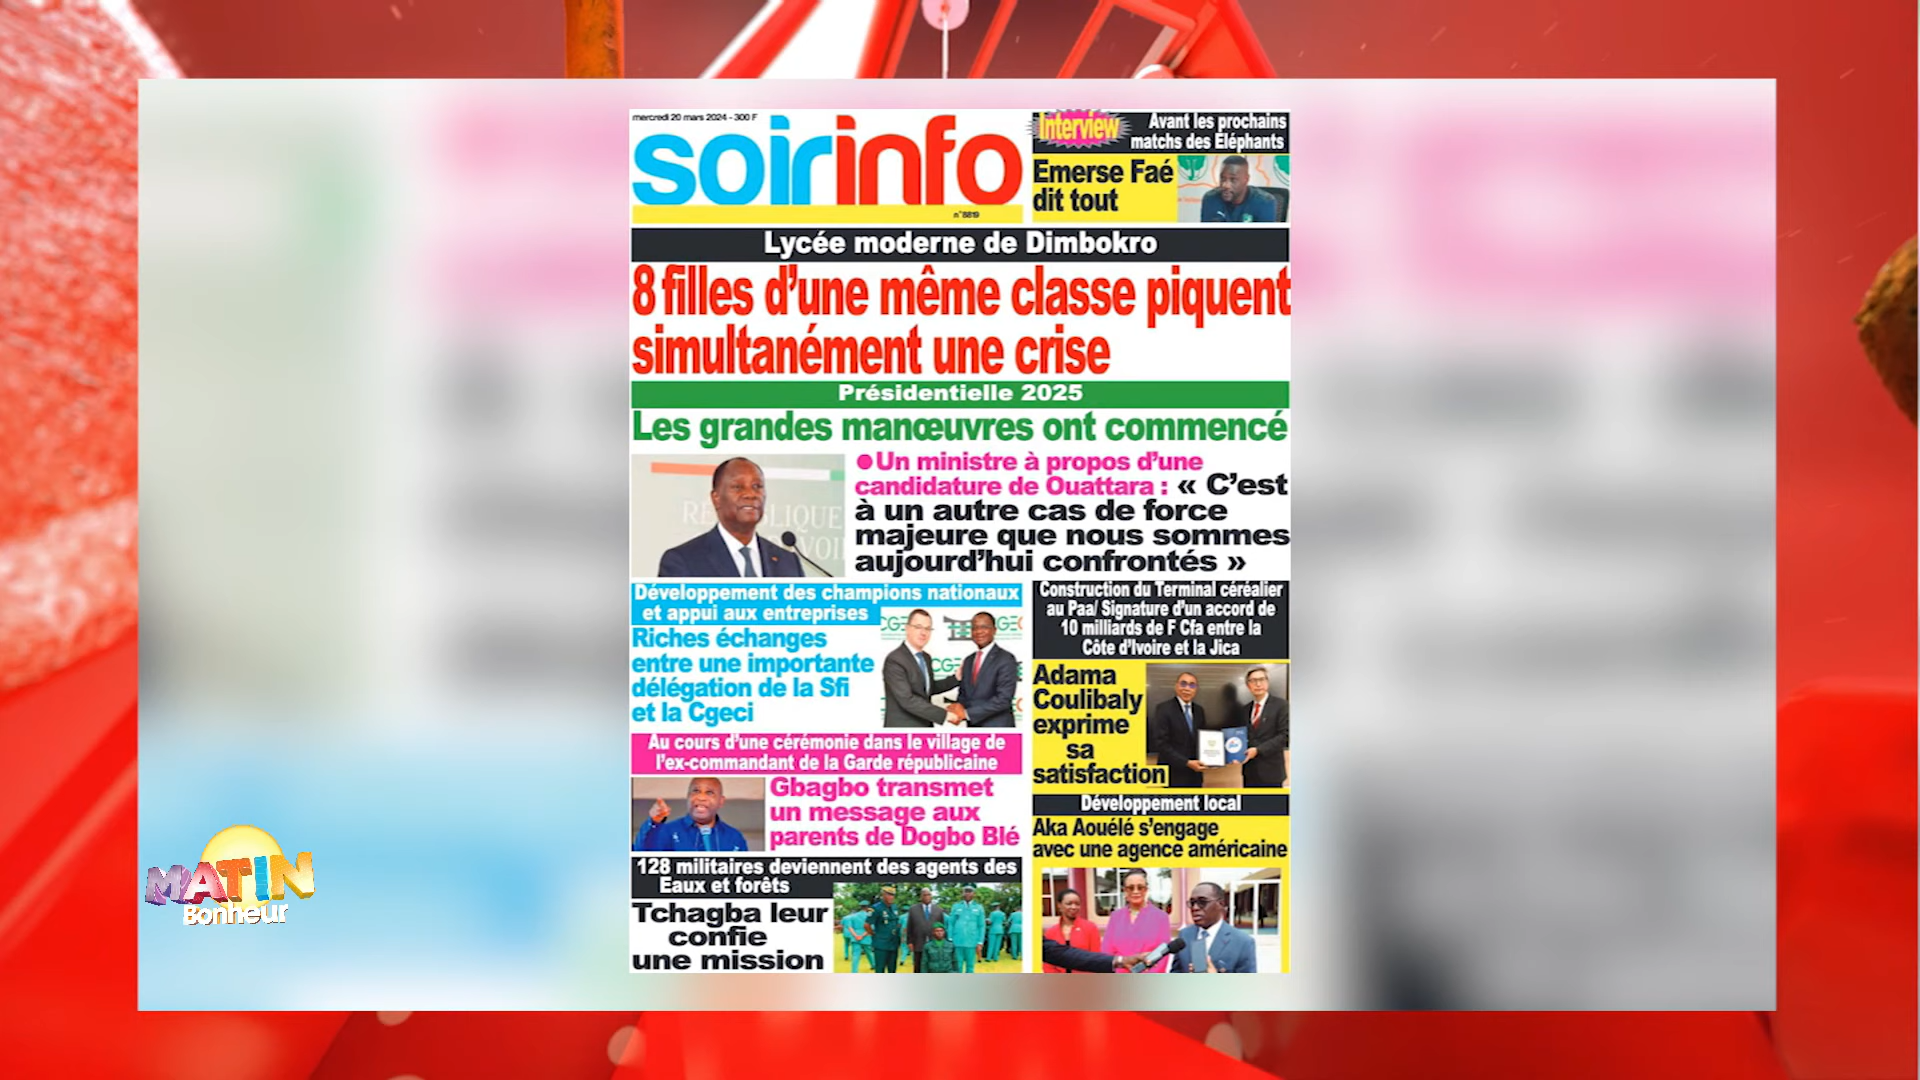 mercredi 20 mars 2024 - 300 F
soirinfo
n°8819
Interview
Avant les prochains
matchs des Eléphants
Emerse Faé
dit tout
Lycée moderne de Dimbokro
8 filles d'une même classe piquent
simultanément une crise
Présidentielle 2025
Les grandes manœuvres ont commencé
●Un ministre à propos d'une
candidature de Ouattara : « C'est
à un autre cas de force
majeure que nous sommes
aujourd'hui confrontés »
Développement des champions nationaux
et appui aux entreprises
Riches échanges
entre une importante
délégation de la Sfi
et la Cgeci
Au cours d'une cérémonie dans le village de
l'ex-commandant de la Garde républicaine
Gbagbo transmet
un message aux
parents de Dogbo Blé
128 militaires deviennent des agents des
Eaux et forêts
Tchagba leur
confie
une mission
Construction du Terminal céréalier
au Paa/ Signature d'un accord de
10 milliards de F Cfa entre la
Côte d'Ivoire et la Jica
Adama
Coulibaly
exprime
sa
satisfaction
Développement local
Aka Aouélé s'engage
avec une agence américaine
MATIN
Bonheur